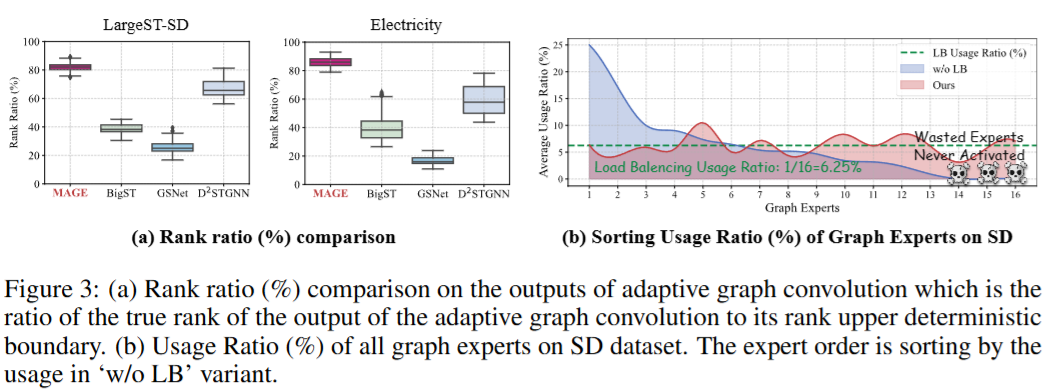 LargeST-SD
Electricity
Rank Ratio (%)
100
80
60
40
20
0
MAGE
BigST
GSNet
D²STGNN
Rank Ratio (%)
100
80
60
40
20
0
MAGE
BigST
GSNet
D²STGNN
(a) Rank ratio (%) comparison
Average Usage Ratio (%)
25
20
15
10
5
0
LB Usage Ratio (%)
w/o LB
Ours
Wasted Experts
Never Activated
Load Balencing Usage Ratio: 1/16=6.25%
1 2 3 4 5 6 7 8 9 10 11 12 13 14 15 16
Graph Experts
(b) Sorting Usage Ratio (%) of Graph Experts on SD
Figure 3: (a) Rank ratio (%) comparison on the outputs of adaptive graph convolution which is the
ratio of the true rank of the output of the adaptive graph convolution to its rank upper deterministic
boundary. (b) Usage Ratio (%) of all graph experts on SD dataset. The expert order is sorting by the
usage in ‘w/o LB’ variant.